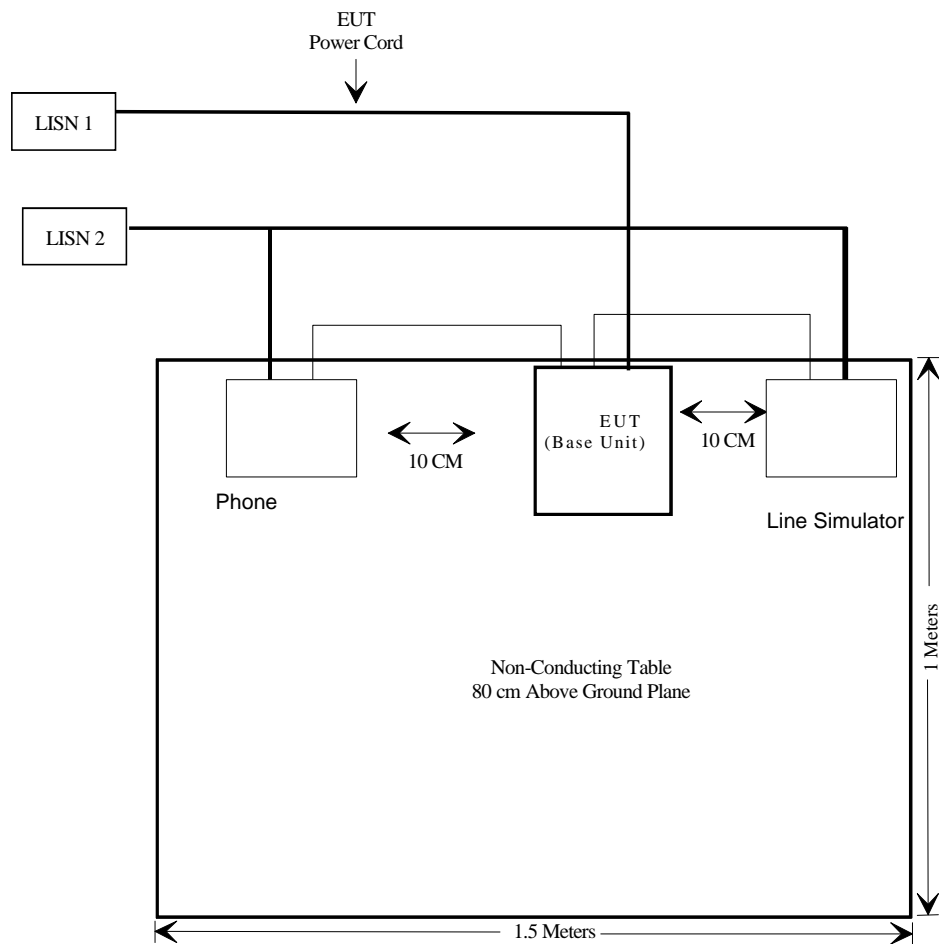 EUT
Power Cord
LISN 1
LISN 2
EUT
(Base Unit)
10 CM
10 CM
Phone
Line Simulator
Non-Conducting Table
80 cm Above Ground Plane
1 Meters
1.5 Meters